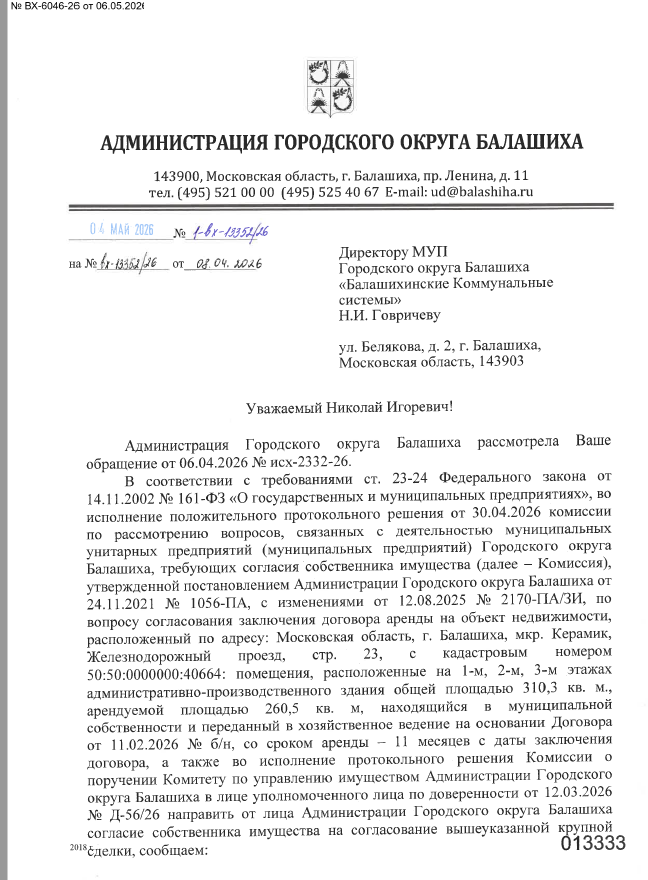 № ВХ-6046-26 от 06.05.2026
АДМИНИСТРАЦИЯ ГОРОДСКОГО ОКРУГА БАЛАШИХА
143900, Московская область, г. Балашиха, пр. Ленина, д. 11
тел. (495) 521 00 00 (495) 525 40 67 E-mail: ud@balashiha.ru
04 МАЙ 2026 № 1-вх-13352/26
на № вх-13352/26 от 08.04.2026
Директору МУП
Городского округа Балашиха
«Балашихинские Коммунальные
системы»
Н.И. Говричеву
ул. Белякова, д. 2, г. Балашиха,
Московская область, 143903
Уважаемый Николай Игоревич!
Администрация Городского округа Балашиха рассмотрела Ваше
обращение от 06.04.2026 № исх-2332-26.
В соответствии с требованиями ст. 23-24 Федерального закона от
14.11.2002 № 161-ФЗ «О государственных и муниципальных предприятиях», во
исполнение положительного протокольного решения от 30.04.2026 комиссии
по рассмотрению вопросов, связанных с деятельностью муниципальных
унитарных предприятий (муниципальных предприятий) Городского округа
Балашиха, требующих согласия собственника имущества (далее – Комиссия),
утвержденной постановлением Администрации Городского округа Балашиха от
24.11.2021 № 1056-ПА, с изменениями от 12.08.2025 № 2170-ПА/ЗИ, по
вопросу согласования заключения договора аренды на объект недвижимости,
расположенный по адресу: Московская область, г. Балашиха, мкр. Керамик,
Железнодорожный проезд, стр. 23, с кадастровым номером
50:50:0000000:40664: помещения, расположенные на 1-м, 2-м, 3-м этажах
административно-производственного здания общей площадью 310,3 кв. м.,
арендуемой площадью 260,5 кв. м, находящийся в муниципальной
собственности и переданный в хозяйственное ведение на основании Договора
от 11.02.2026 № б/н, со сроком аренды – 11 месяцев с даты заключения
договора, а также во исполнение протокольного решения Комиссии о
поручении Комитету по управлению имуществом Администрации Городского
округа Балашиха в лице уполномоченного лица по доверенности от 12.03.2026
№ Д-56/26 направить от лица Администрации Городского округа Балашиха
согласие собственника имущества на согласование вышеуказанной крупной
сделки, сообщаем:
2018 г
013333